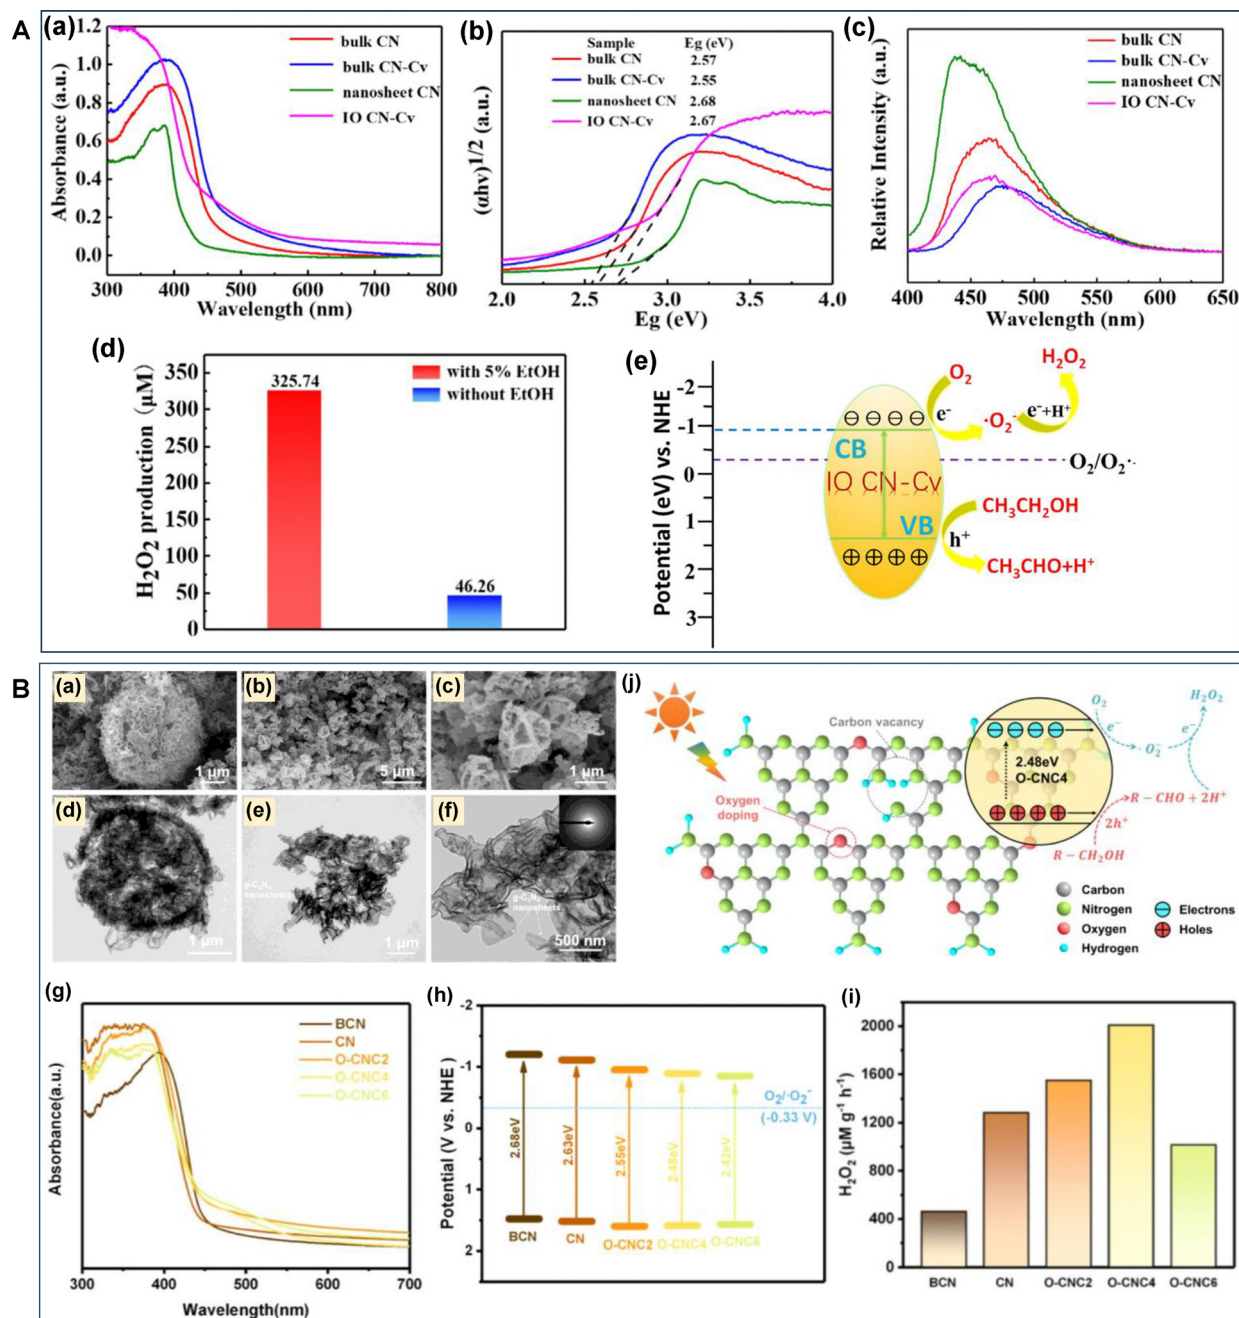 A
(a)
bulk CN
bulk CN-Cv
nanosheet CN
IO CN-Cv
Absorbance (a.u.)
1.2
1.0
0.8
0.6
0.4
0.2
0.0
300 400 500 600 700 800
Wavelength (nm)
(b)
Sample Eg (eV)
bulk CN 2.57
bulk CN-Cv 2.55
nanosheet CN 2.68
IO CN-Cv 2.67
(αhv)1/2 (a.u.)
2.0 2.5 3.0 3.5 4.0
Eg (eV)
(c)
bulk CN
bulk CN-Cv
nanosheet CN
IO CN-Cv
Relative Intensity (a.u.)
400 450 500 550 600 650
Wavelength (nm)
(d)
with 5% EtOH
without EtOH
325.74
46.26
H2O2 production (μM)
350
300
250
200
150
100
50
0
(e)
Potential (eV) vs. NHE
-2
-1
0
1
2
3
CB
IO CN-Cv
VB
O2
e-
·O2-
e-+H+
H2O2
O2/O2·-
CH3CH2OH
h+
CH3CHO+H+
B
(a)
1 μm
(b)
5 μm
(c)
1 μm
(d)
1 μm
(e)
g-C3N4
nanosheets
1 μm
(f)
g-C3N4
nanosheets
500 nm
(j)
Carbon vacancy
Oxygen
doping
2.48eV
O-CNC4
O2
e-
·O2-
e-
H2O2
R − CHO + 2H+
2h+
R − CH2OH
Carbon
Nitrogen
Oxygen
Hydrogen
Electrons
Holes
(g)
BCN
CN
O-CNC2
O-CNC4
O-CNC6
Absorbance(a.u.)
300 400 500 600 700
Wavelength(nm)
(h)
Potential (V vs. NHE)
-2
-1
0
1
2
2.68eV
2.63eV
2.55eV
2.48eV
2.42eV
O2/·O2-
(-0.33 V)
BCN CN O-CNC2 O-CNC4 O-CNC6
(i)
H2O2 (μM g-1 h-1)
2000
1600
1200
800
400
0
BCN CN O-CNC2 O-CNC4 O-CNC6